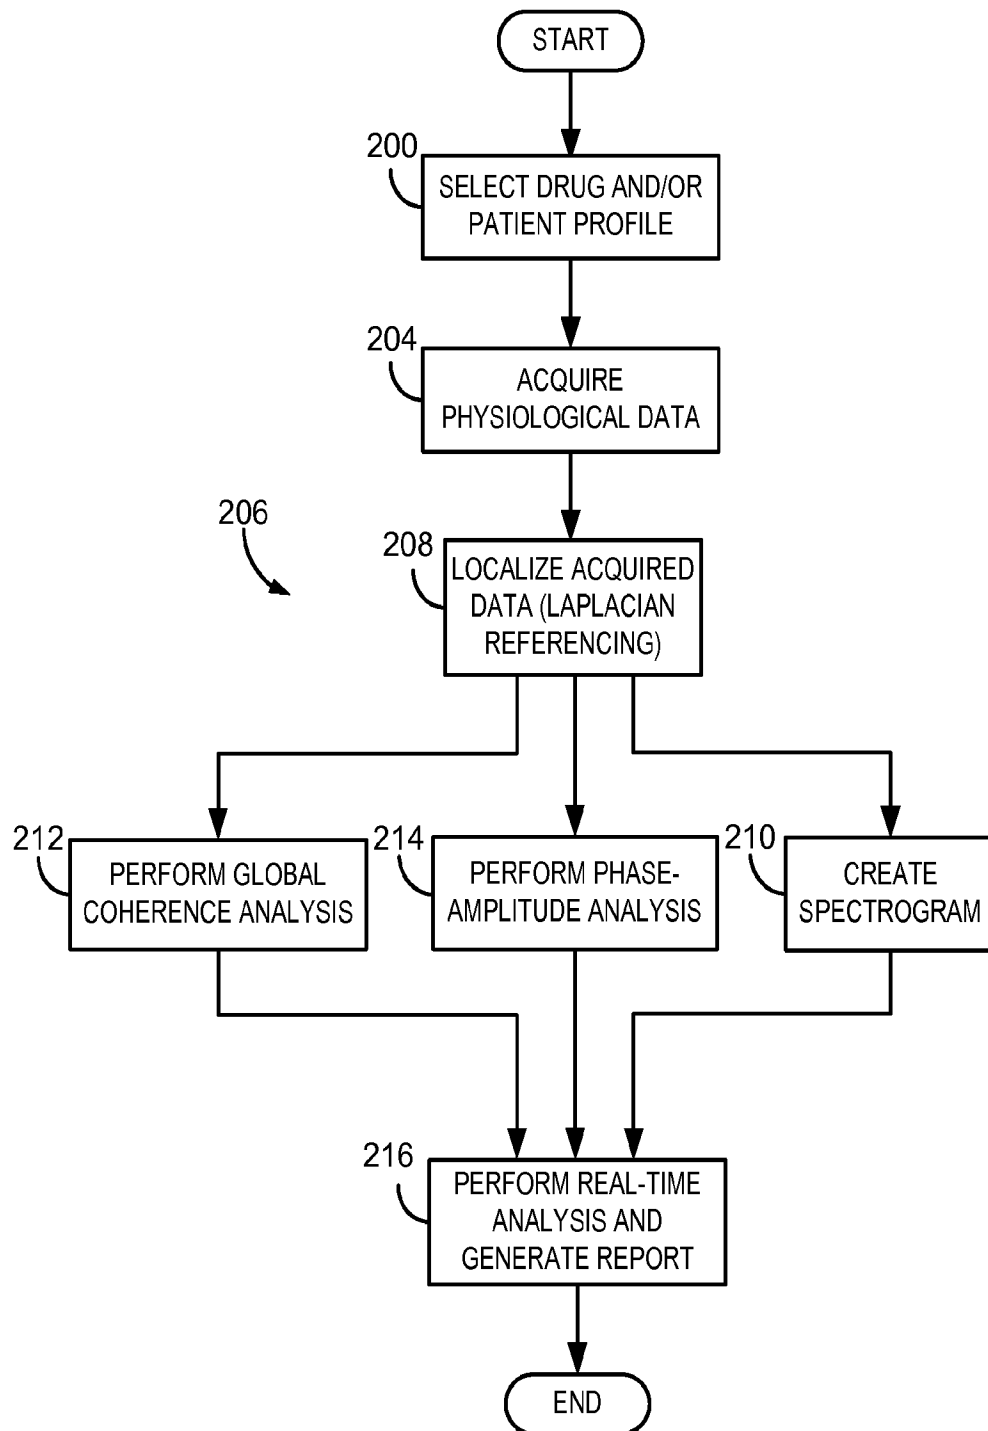 START
200
SELECT DRUG AND/OR
PATIENT PROFILE
204
ACQUIRE
PHYSIOLOGICAL DATA
206
208
LOCALIZE ACQUIRED
DATA (LAPLACIAN
REFERENCING)
212
PERFORM GLOBAL
COHERENCE ANALYSIS
214
PERFORM PHASE-
AMPLITUDE ANALYSIS
210
CREATE
SPECTROGRAM
216
PERFORM REAL-TIME
ANALYSIS AND
GENERATE REPORT
END